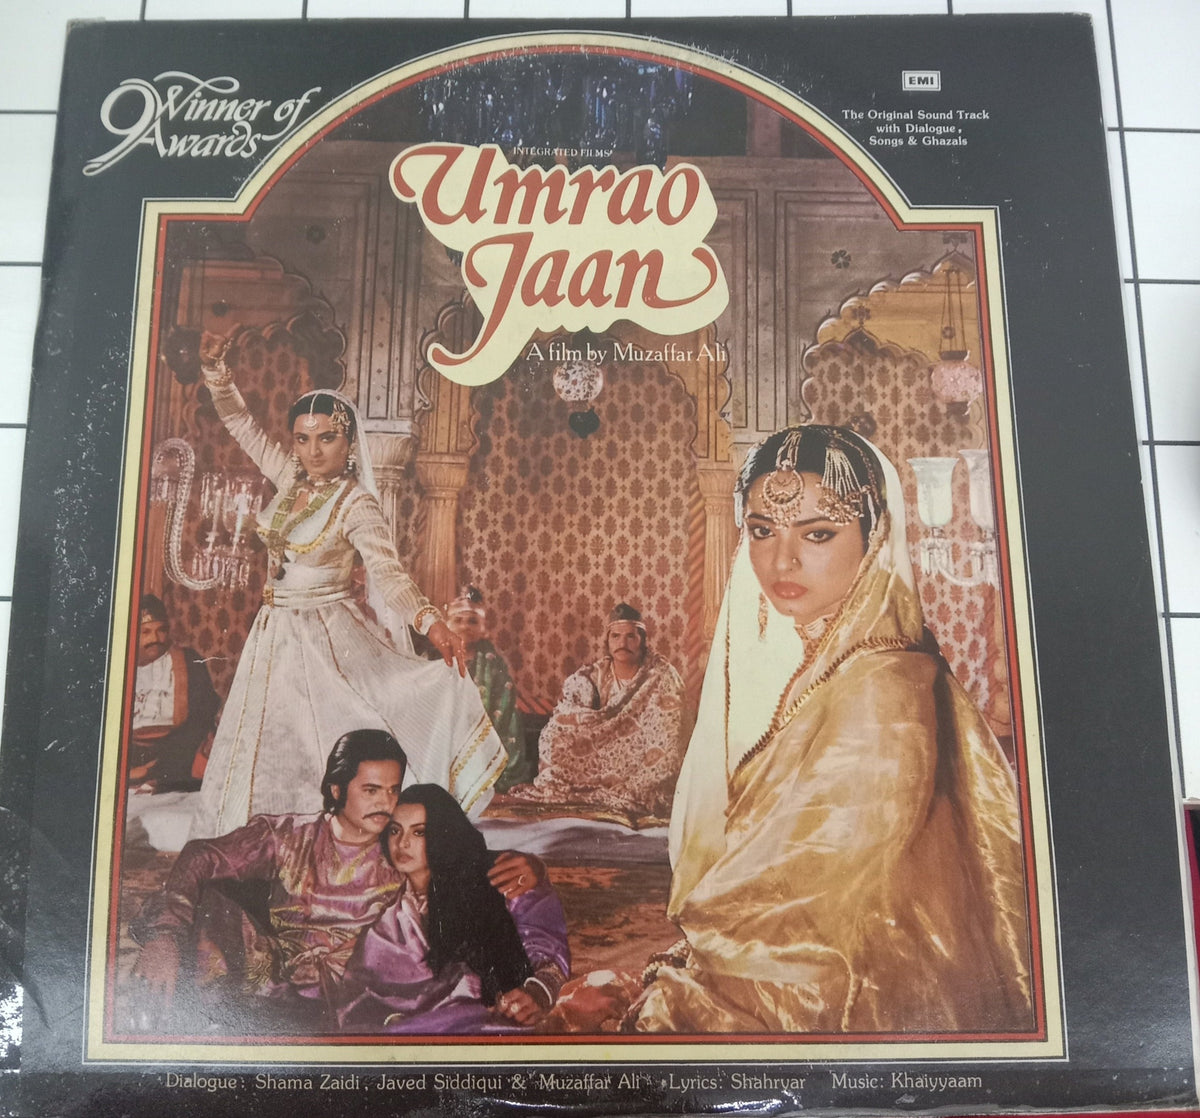 9 Winner of
Awards
EMI
The Original Sound Track
with Dialogue,
Songs & Ghazals
INTEGRATED FILMS'
Umrao
Jaan
A film by Muzaffar Ali
Dialogue: Shama Zaidi, Javed Siddiqui & Muzaffar Ali • Lyrics: Shahryar Music: Khaiyyaam